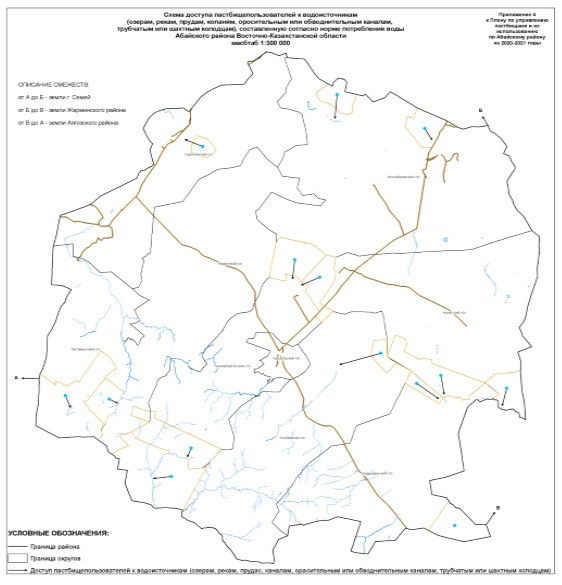 Схема доступа пастбищепользователей к водоисточникам
(озерам, рекам, прудам, копаням, оросительным или обводнительным каналам,
трубчатым или шахтным колодцам), составленную согласно норме потребления воды
Абайского района Восточно-Казахстанской области
масбтаб 1:300 000
Приложение 4
к Плану по управлению
пастбищами и их
использованию
по Абайскому району
на 2020-2021 годы
ОПИСАНИЕ СМЕЖЕСТВ:
от А до Б - земли г. Семей
от Б до В - земли Жарминского района
от В до А - земли Аягозского района
Б
А
В
УСЛОВНЫЕ ОБОЗНАЧЕНИЯ:
Граница района
Граница округов
Доступ пастбищепользователей к водоисточникам (озерам, рекам, прудас, каналам, орасительным или обводнительным каналам, трубчатым или шахтным колодцам)